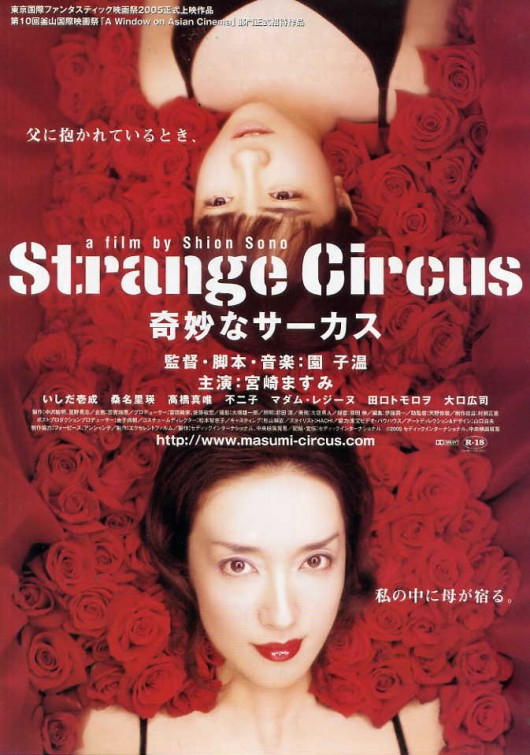 東京国際ファンタスティック映画祭2005正式上映作品
第10回釜山国際映画祭「A Window on Asian Cinema」部門正式招待作品
父に抱かれているとき、
a film by Shion Sono
Strange Circus
奇妙なサーカス
監督・脚本・音楽：園 子温
主演：宮崎ますみ
いしだ壱成 桑名里瑛 高橋真唯 不二子 マダム・レジーヌ 田口トモロヲ 大口広司
http://www.masumi-circus.com
R-18
私の中に母が宿る。